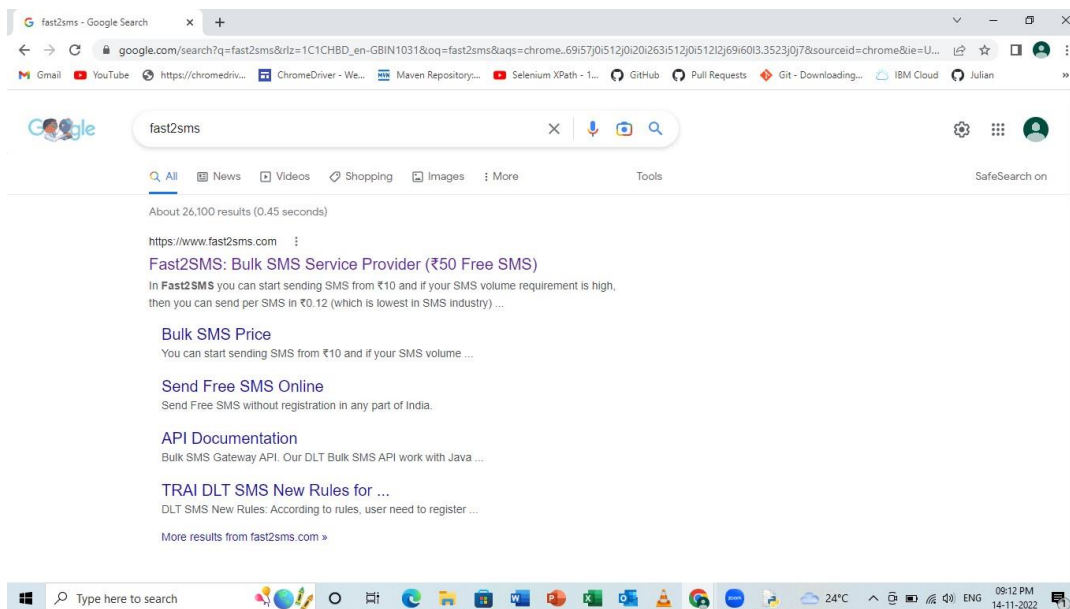 fast2sms - Google Search
google.com/search?q=fast2sms&rlz=1C1CHBD_en-GBIN1031&oq=fast2sms&aqs=chrome..69i57j0i512j0i20i263i512j0i512l2j69i60l3.3523j0j7&sourceid=chrome&ie=U...
Gmail YouTube https://chromedriv... ChromeDriver - We... Maven Repository:... Selenium XPath - 1... GitHub Pull Requests Git - Downloading... IBM Cloud Julian »
Google fast2sms
All News Videos Shopping Images More Tools SafeSearch on
About 26,100 results (0.45 seconds)
https://www.fast2sms.com
Fast2SMS: Bulk SMS Service Provider (₹50 Free SMS)
In Fast2SMS you can start sending SMS from ₹10 and if your SMS volume requirement is high,
then you can send per SMS in ₹0.12 (which is lowest in SMS industry) ...
Bulk SMS Price
You can start sending SMS from ₹10 and if your SMS volume ...
Send Free SMS Online
Send Free SMS without registration in any part of India.
API Documentation
Bulk SMS Gateway API. Our DLT Bulk SMS API work with Java ...
TRAI DLT SMS New Rules for ...
DLT SMS New Rules: According to rules, user need to register ...
More results from fast2sms.com »
Type here to search 24°C ENG 09:12 PM
14-11-2022